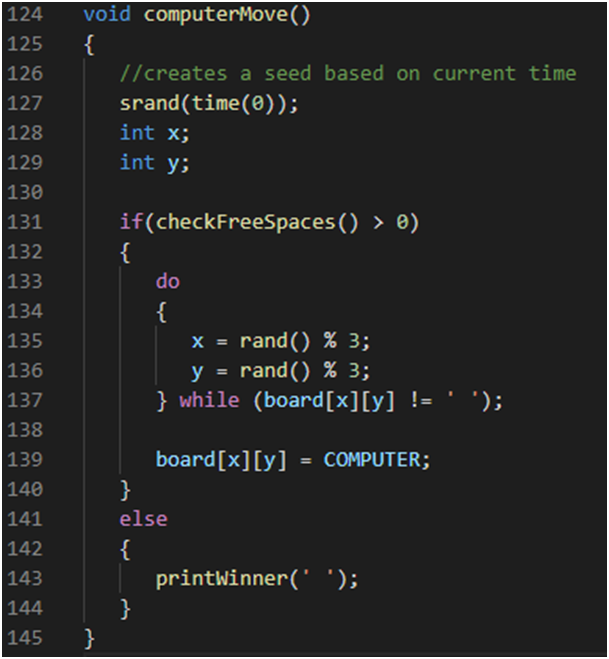 124 void computerMove()
125 {
126    //creates a seed based on current time
127    srand(time(0));
128    int x;
129    int y;
130
131    if(checkFreeSpaces() > 0)
132    {
133       do
134       {
135          x = rand() % 3;
136          y = rand() % 3;
137       } while (board[x][y] != ' ');
138
139       board[x][y] = COMPUTER;
140    }
141    else
142    {
143       printWinner(' ');
144    }
145 }